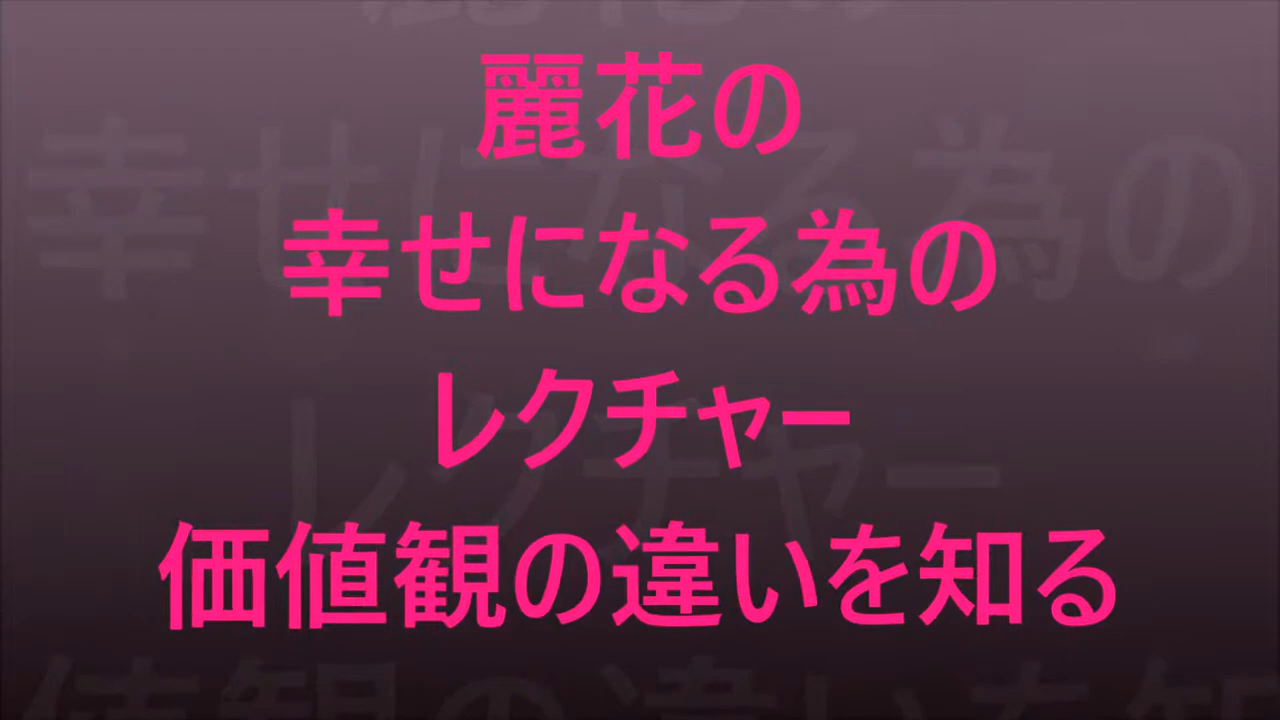 麗花の
幸せになる為の
レクチャー
価値観の違いを知る